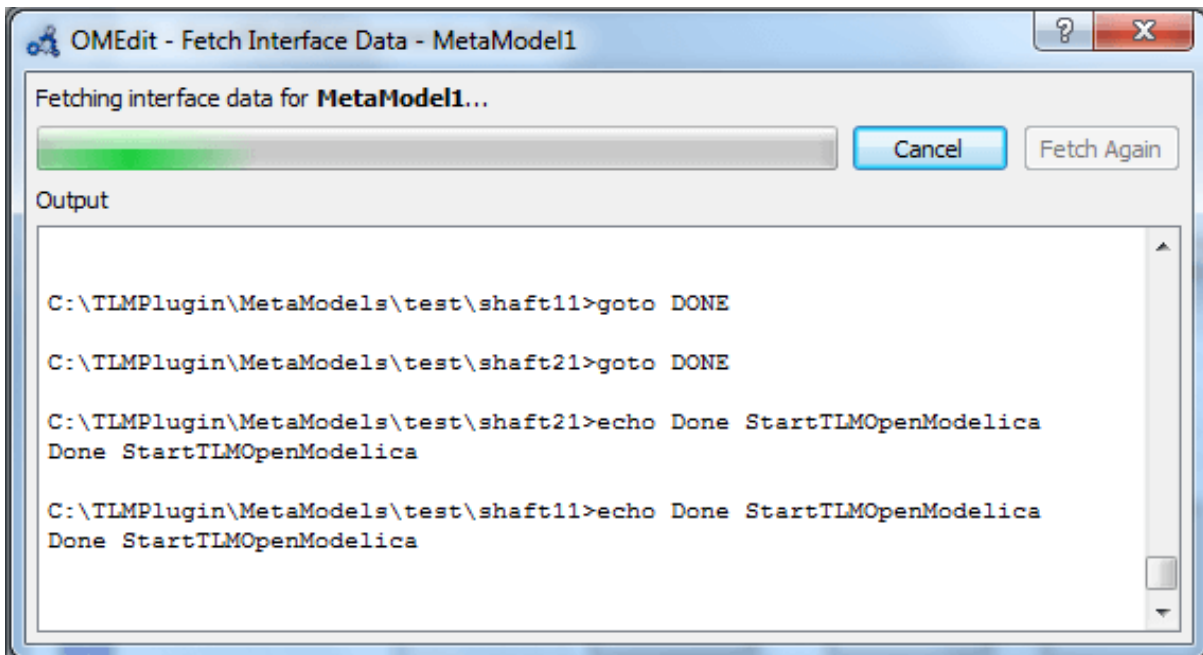 OMEdit - Fetch Interface Data - MetaModel1
Fetching interface data for MetaModel1...
Cancel
Fetch Again
Output
C:\TLMPlugin\MetaModels\test\shaft11>goto DONE
C:\TLMPlugin\MetaModels\test\shaft21>goto DONE
C:\TLMPlugin\MetaModels\test\shaft21>echo Done StartTLMOpenModelica
Done StartTLMOpenModelica
C:\TLMPlugin\MetaModels\test\shaft11>echo Done StartTLMOpenModelica
Done StartTLMOpenModelica